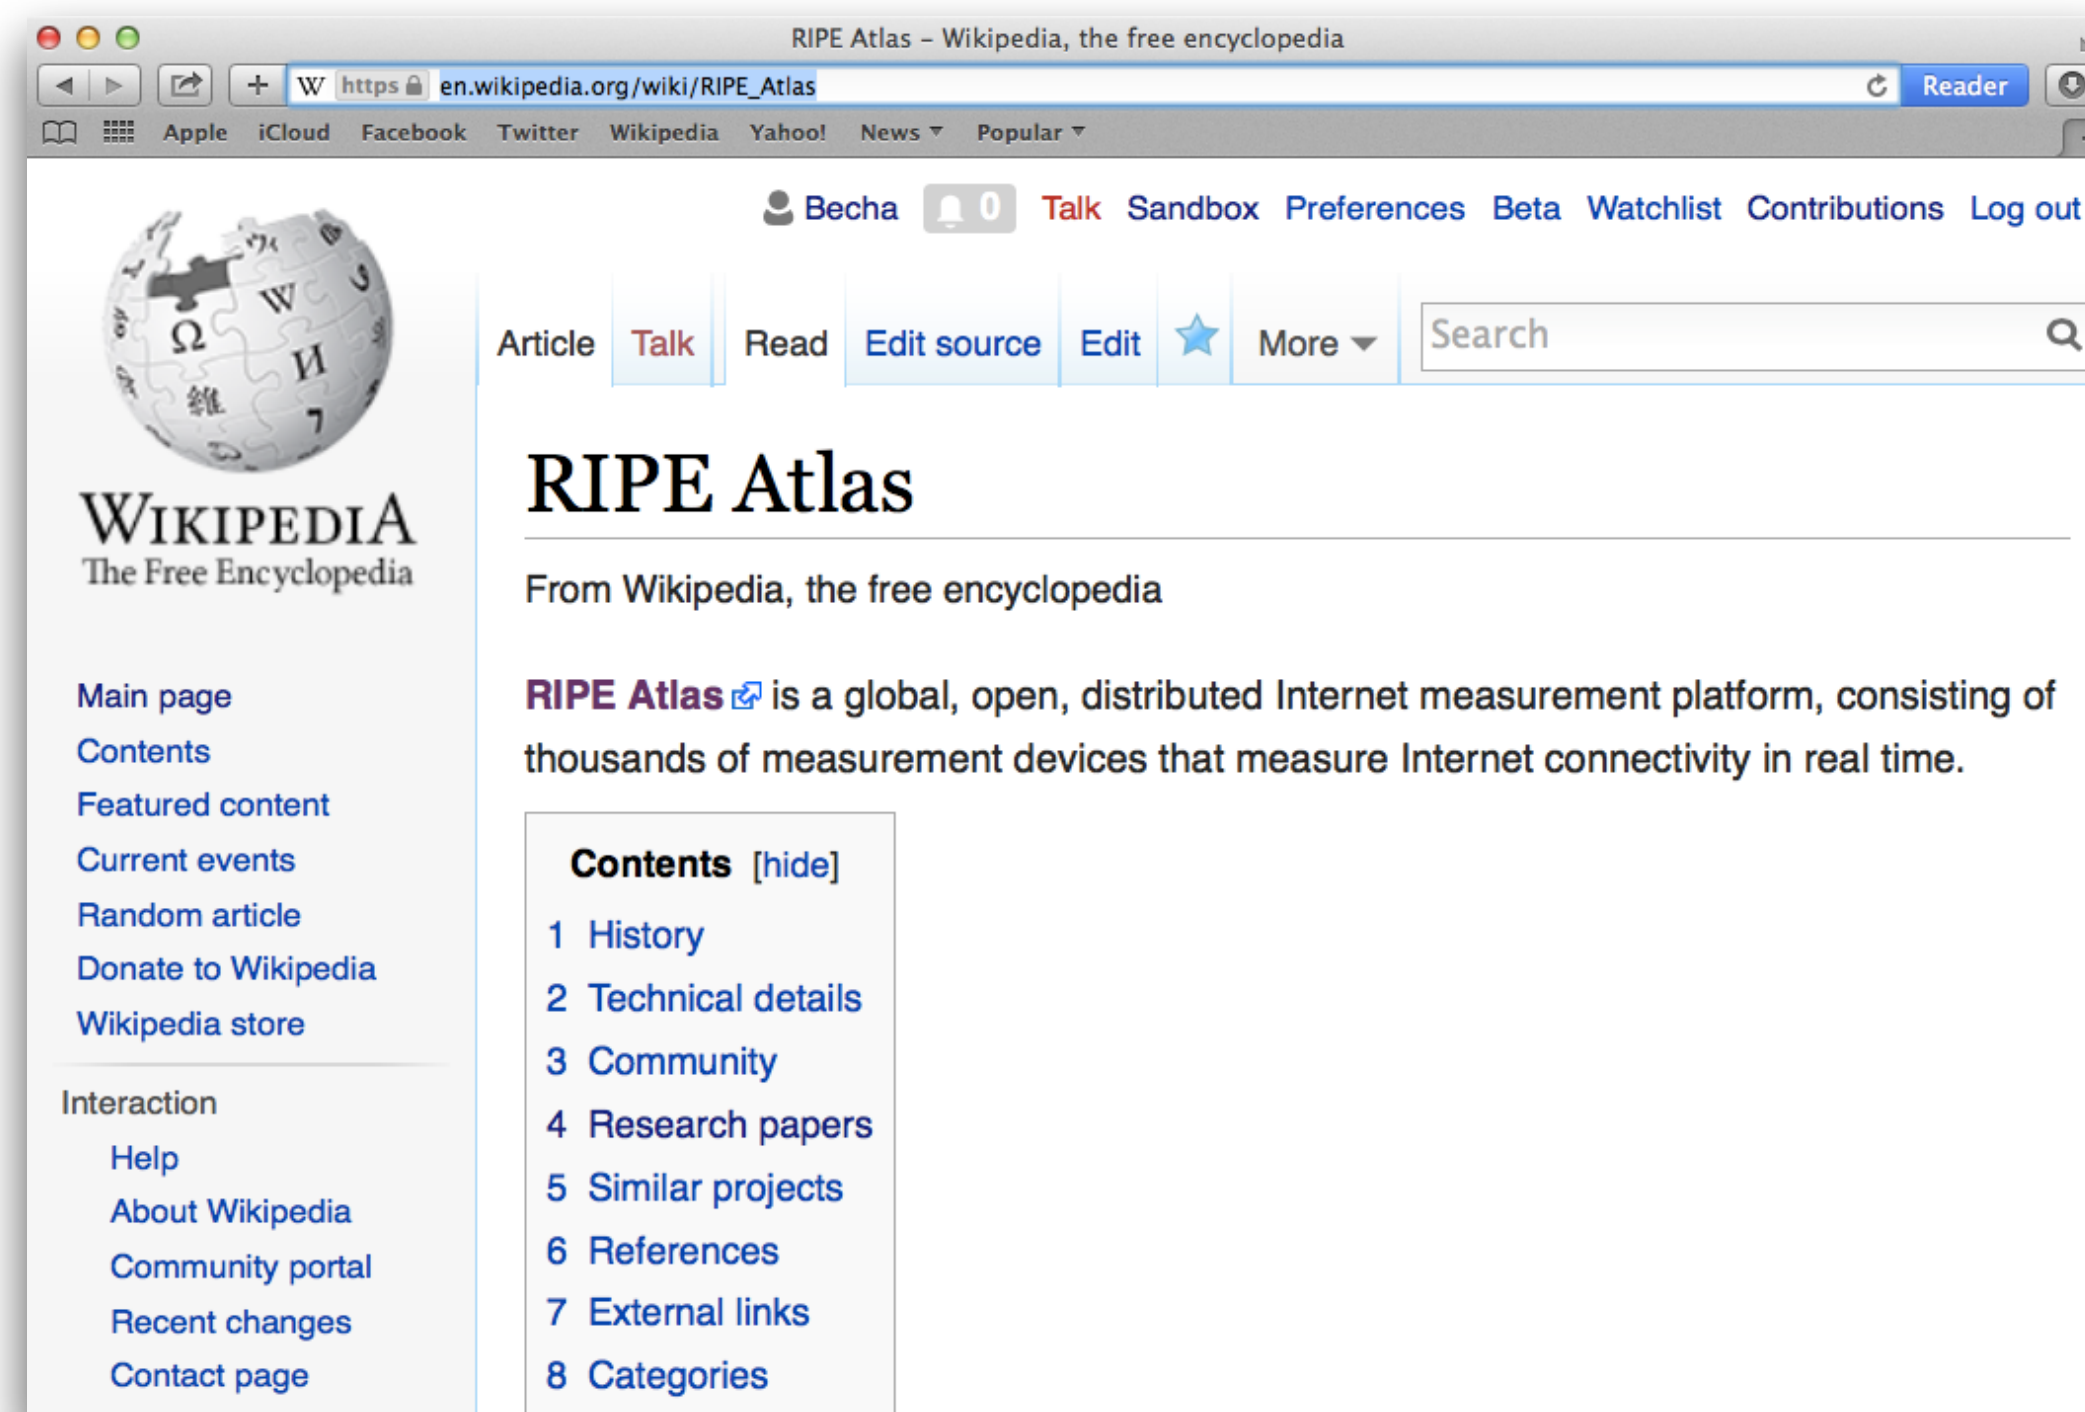 RIPE Atlas – Wikipedia, the free encyclopedia
W https en.wikipedia.org/wiki/RIPE_Atlas Reader
Apple iCloud Facebook Twitter Wikipedia Yahoo! News Popular
Becha 0 Talk Sandbox Preferences Beta Watchlist Contributions Log out
Article Talk Read Edit source Edit More Search
WIKIPEDIA
The Free Encyclopedia
Main page
Contents
Featured content
Current events
Random article
Donate to Wikipedia
Wikipedia store
Interaction
Help
About Wikipedia
Community portal
Recent changes
Contact page
RIPE Atlas
From Wikipedia, the free encyclopedia
RIPE Atlas is a global, open, distributed Internet measurement platform, consisting of
thousands of measurement devices that measure Internet connectivity in real time.
Contents [hide]
1 History
2 Technical details
3 Community
4 Research papers
5 Similar projects
6 References
7 External links
8 Categories